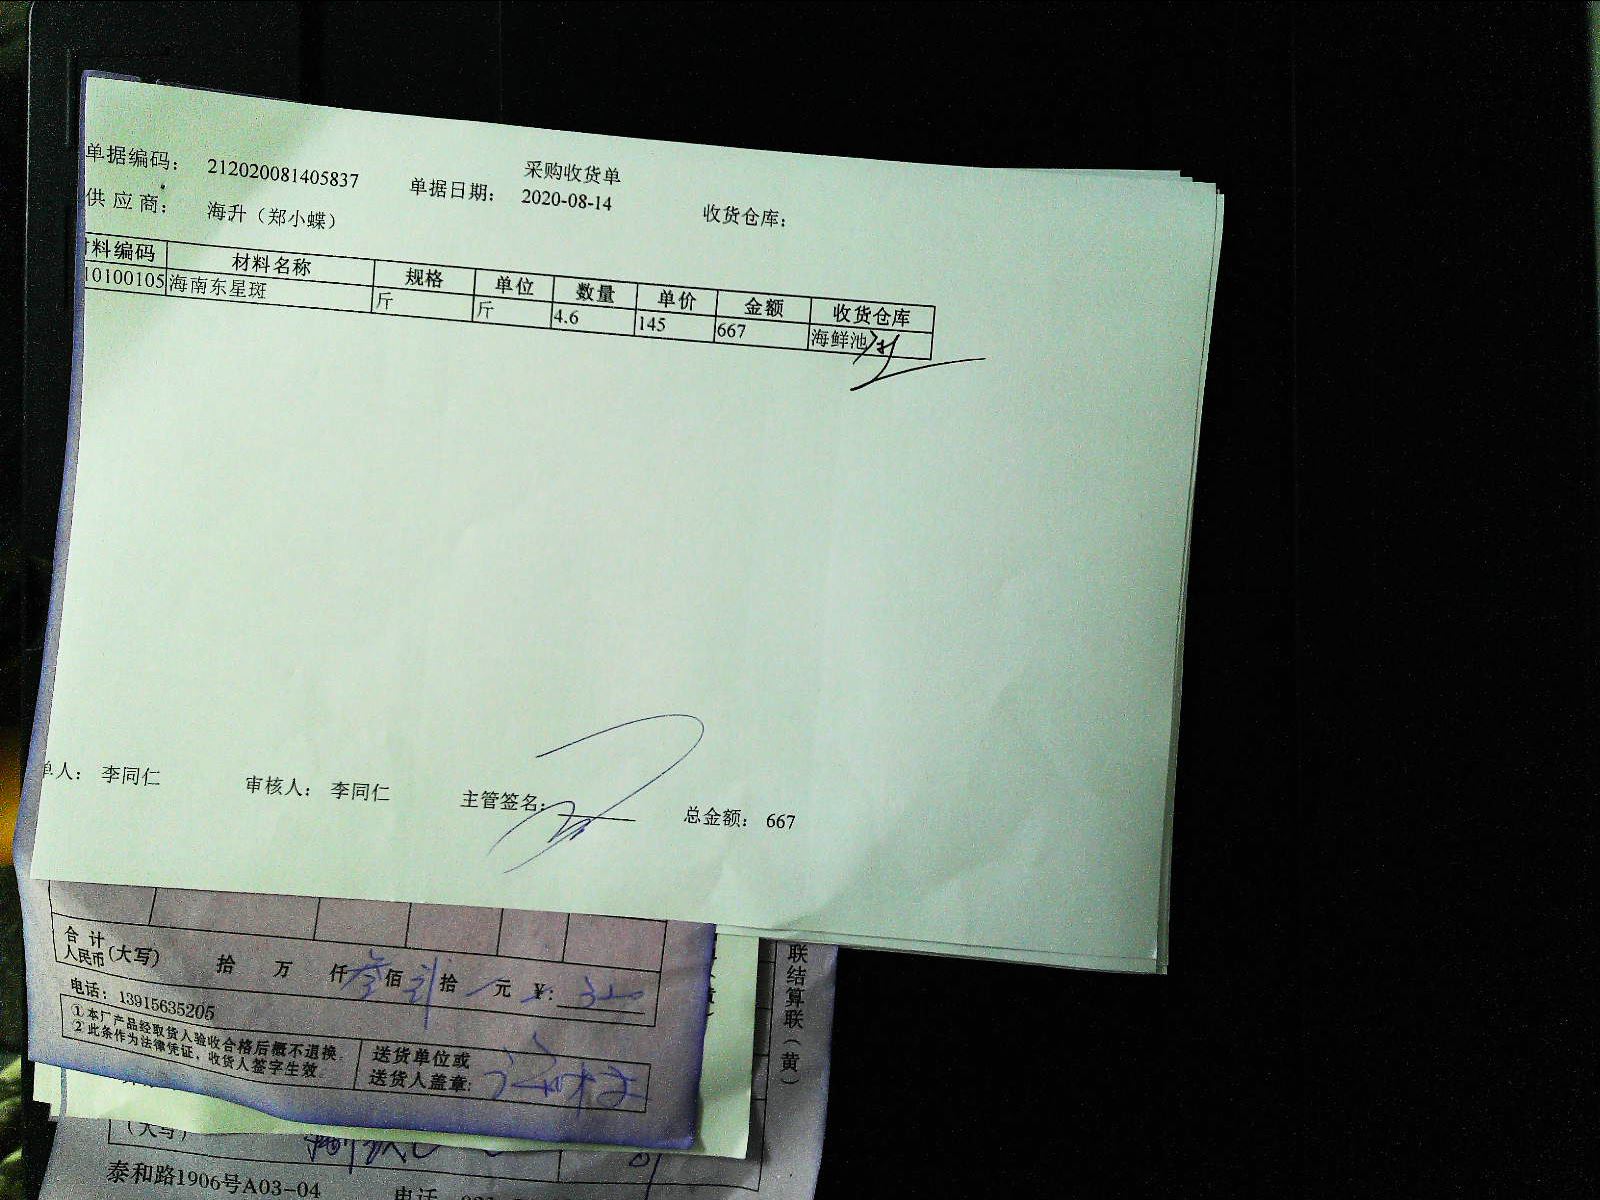 采购收货单
单据编码： 212020081405837 单据日期： 2020-08-14 收货仓库：
供 应 商： 海升（郑小蝶）
料编码 材料名称 规格 单位 数量 单价 金额 收货仓库
10100105 海南东星斑 斤 斤 4.6 145 667 海鲜池
单人： 李同仁 审核人： 李同仁 主管签名： 总金额： 667
合 计
人民币(大写) 拾 万 仟 叁 佰 贰 拾 元 ¥: 320
电话：13915635205
①本厂产品经取货人验收合格后概不退换.
②此条作为法律凭证，收货人签字生效.
送货单位或
送货人盖章:
联结算联（黄）
(大写)
泰和路1906号A03-04 电话